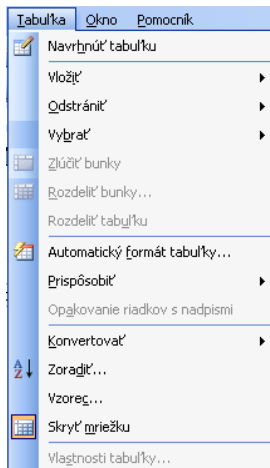 Tabuľka Okno Pomocník
Navrhnúť tabuľku
Vložiť
Odstrániť
Vybrať
Zlúčiť bunky
Rozdeliť bunky...
Rozdeliť tabuľku
Automatický formát tabuľky...
Prispôsobiť
Opakovanie riadkov s nadpismi
Konvertovať
Zoradiť...
Vzorec...
Skryť mriežku
Vlastnosti tabuľky...